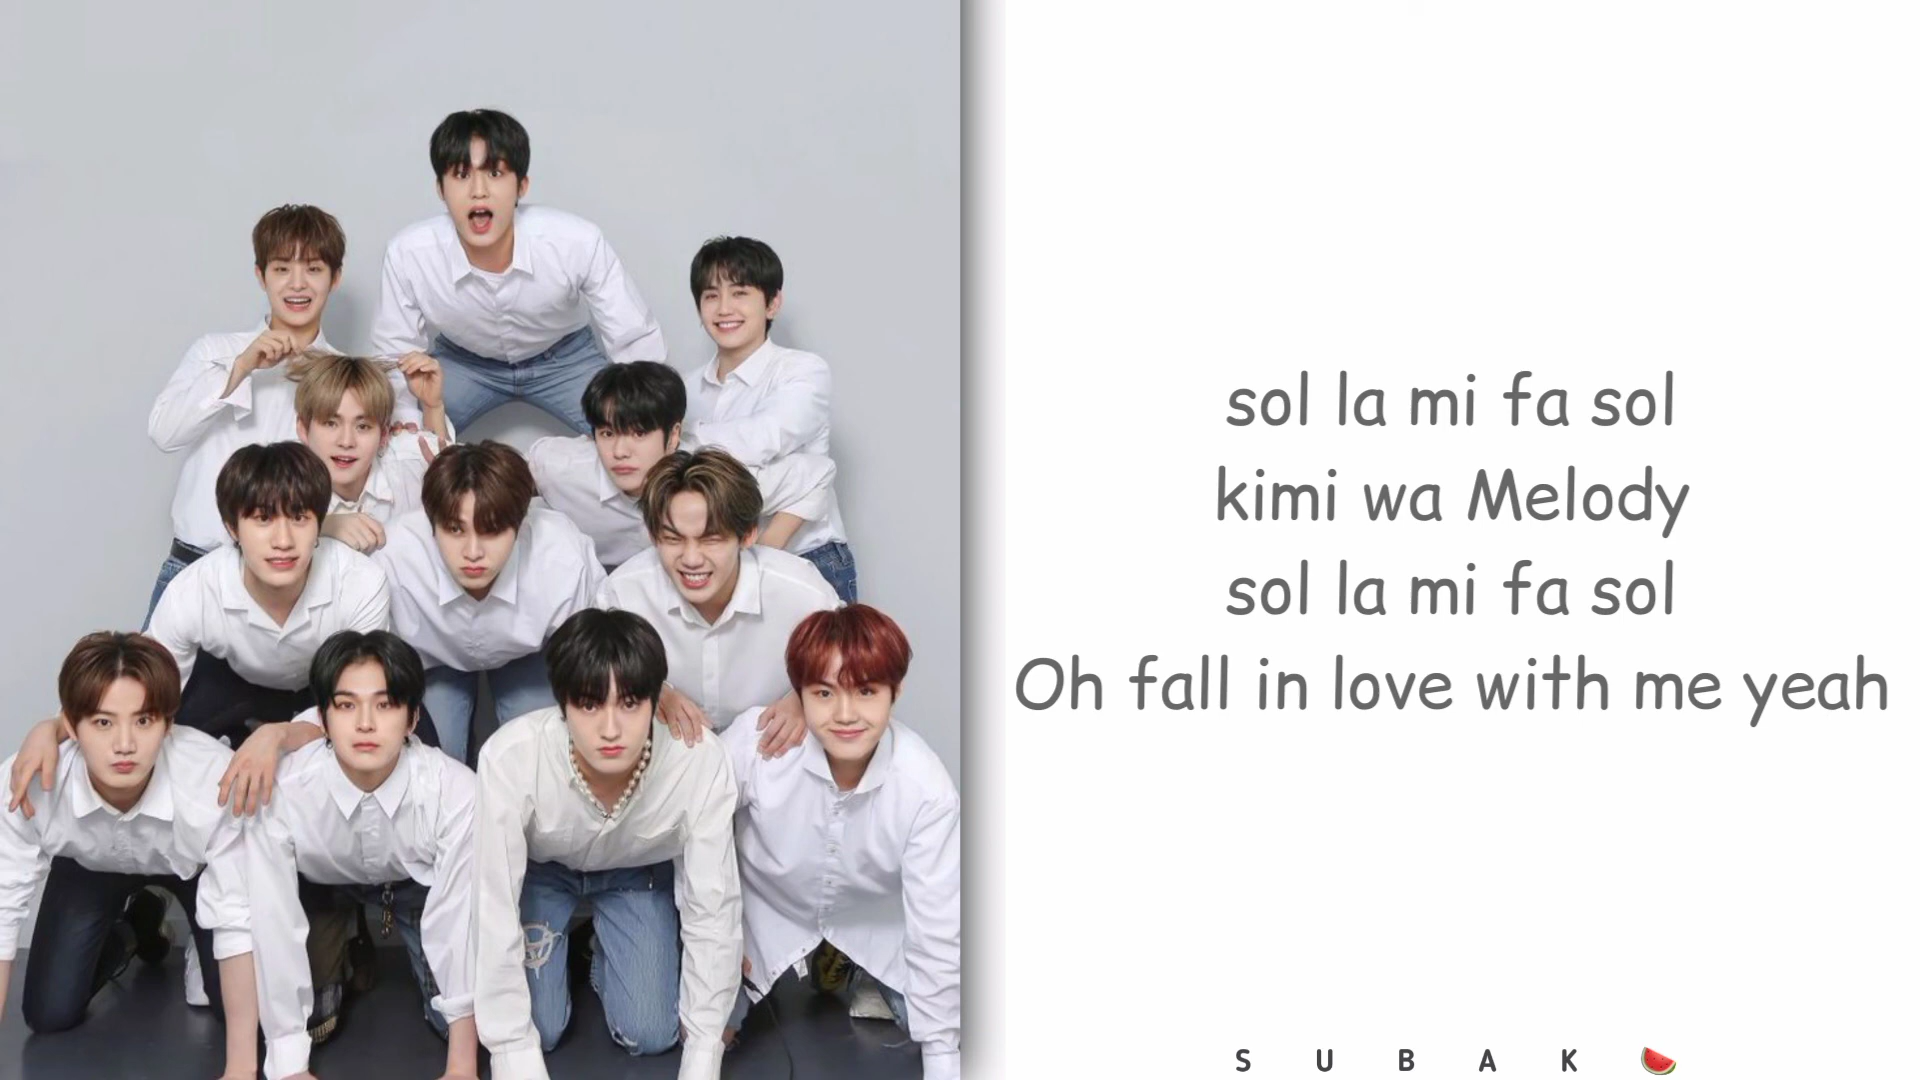 sol la mi fa sol
kimi wa Melody
sol la mi fa sol
Oh fall in love with me yeah
S U B A K 🍉